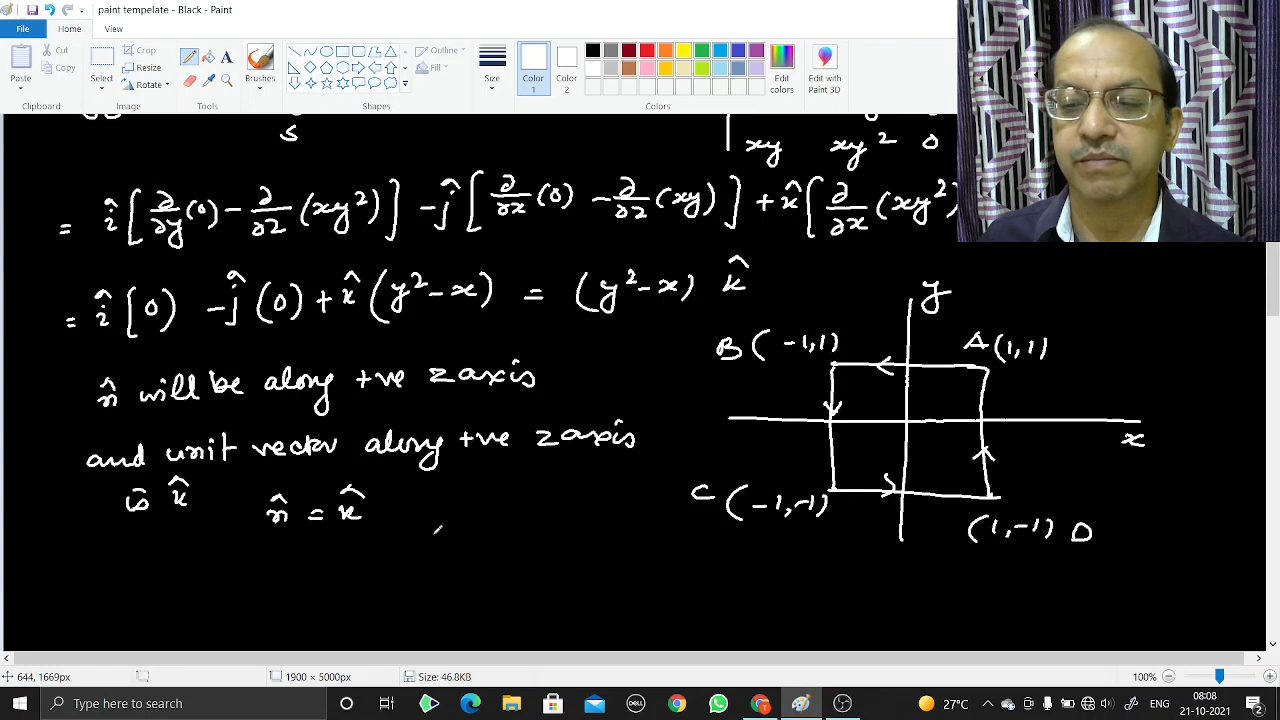 paint tempelate - Black - Paint
File Home View
Paste Cut Copy Clipboard
Select Crop Resize Rotate Image
Tools
Brushes
Shapes Outline Fill
Size
Color 1 Color 2 Edit colors Colors
Edit with Paint 3D
S
xy xy² 0
= î [∂/∂y (0) - ∂/∂z (xy²)] - ĵ [∂/∂x (0) - ∂/∂z (xy)] + k̂ [∂/∂x (xy²)
= î [0) - ĵ (0) + k̂ (y² - x) = (y² - x) k̂
n̂ will be along +ve z axis
and unit vector along +ve z axis
is k̂ n̂ = k̂
y
B (-1,1) A (1,1)
x
C (-1,-1) (1,-1) D
644, 1669px 1900 × 5000px Size: 46.8KB 100%
Type here to search
DELL
27°C ENG 08:08 21-10-2021 2